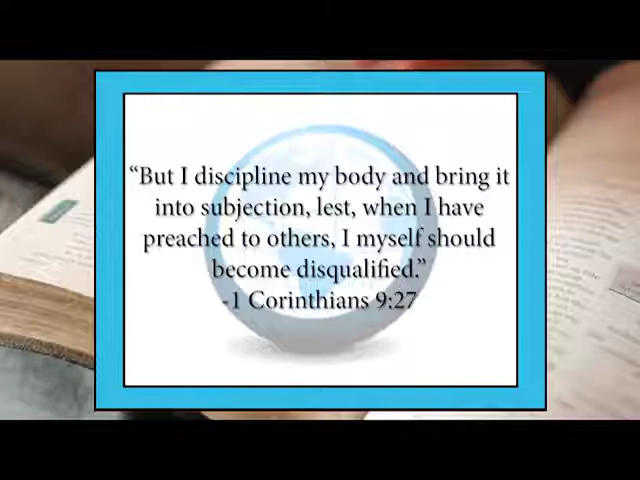 “But I discipline my body and bring it
into subjection, lest, when I have
preached to others, I myself should
become disqualified.”
-1 Corinthians 9:27